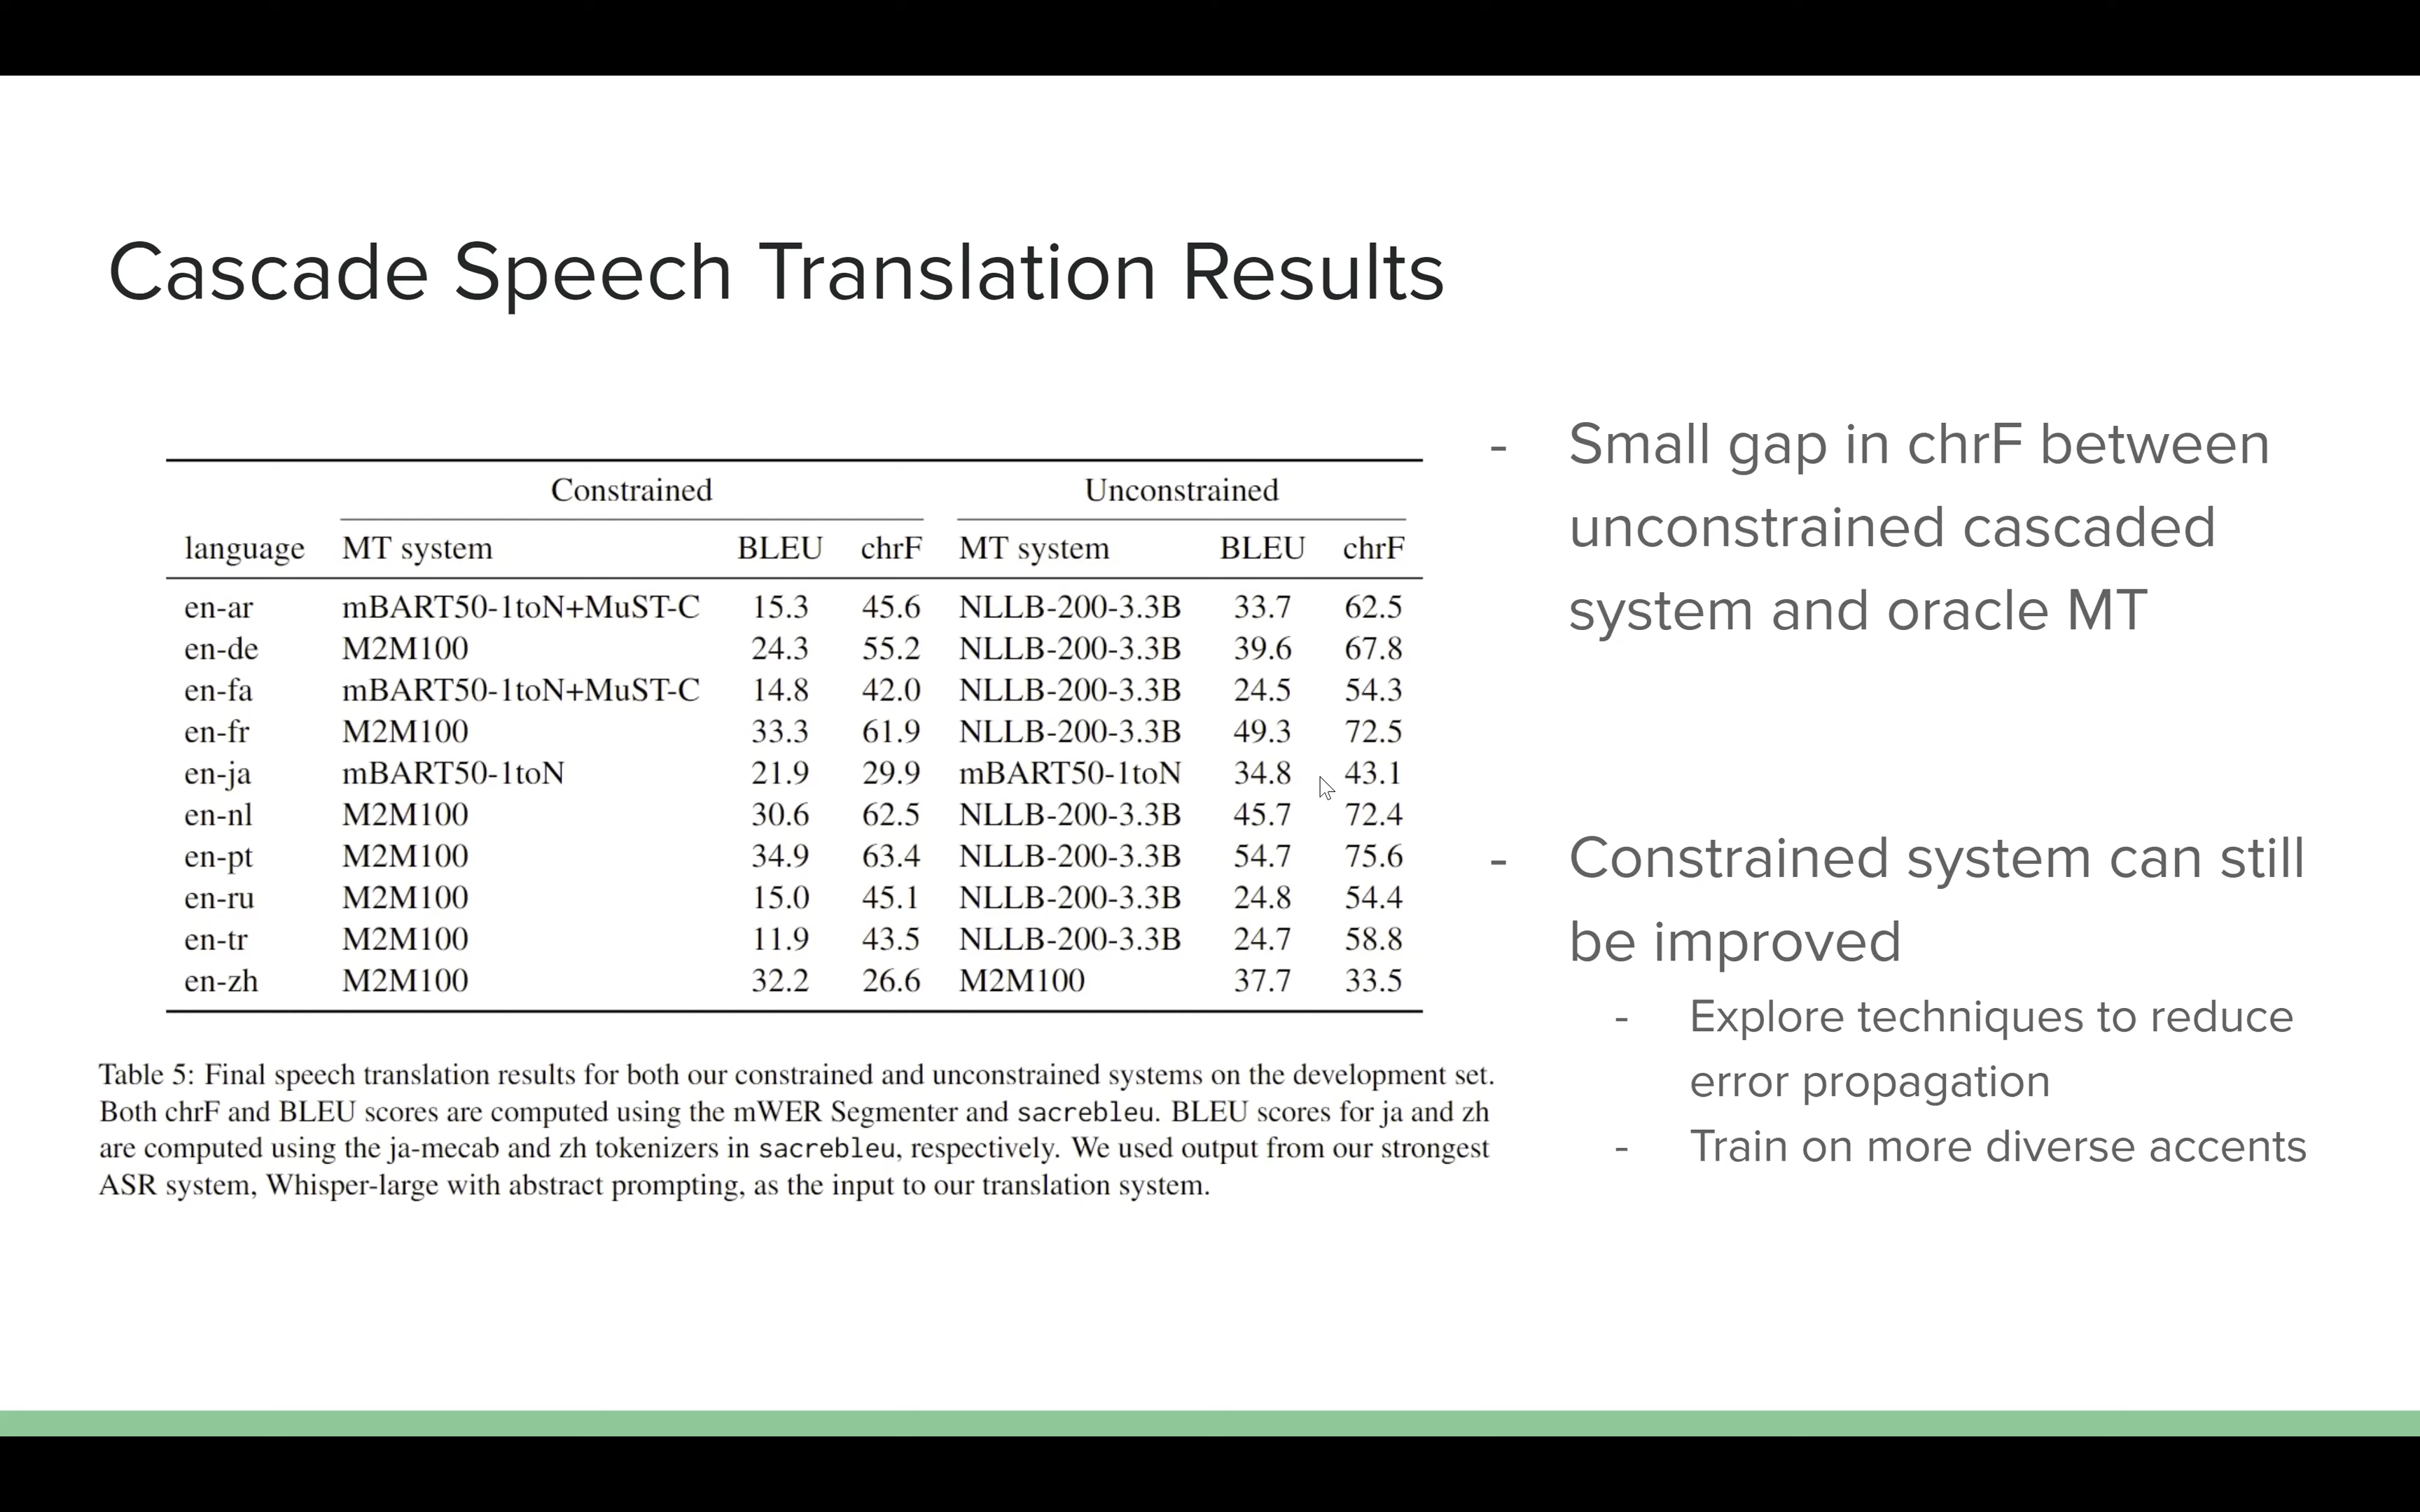 Cascade Speech Translation Results
Constrained Unconstrained
language MT system BLEU chrF MT system BLEU chrF
en-ar mBART50-1toN+MuST-C 15.3 45.6 NLLB-200-3.3B 33.7 62.5
en-de M2M100 24.3 55.2 NLLB-200-3.3B 39.6 67.8
en-fa mBART50-1toN+MuST-C 14.8 42.0 NLLB-200-3.3B 24.5 54.3
en-fr M2M100 33.3 61.9 NLLB-200-3.3B 49.3 72.5
en-ja mBART50-1toN 21.9 29.9 mBART50-1toN 34.8 43.1
en-nl M2M100 30.6 62.5 NLLB-200-3.3B 45.7 72.4
en-pt M2M100 34.9 63.4 NLLB-200-3.3B 54.7 75.6
en-ru M2M100 15.0 45.1 NLLB-200-3.3B 24.8 54.4
en-tr M2M100 11.9 43.5 NLLB-200-3.3B 24.7 58.8
en-zh M2M100 32.2 26.6 M2M100 37.7 33.5
Table 5: Final speech translation results for both our constrained and unconstrained systems on the development set.
Both chrF and BLEU scores are computed using the mWER Segmenter and sacrebleu. BLEU scores for ja and zh
are computed using the ja-mecab and zh tokenizers in sacrebleu, respectively. We used output from our strongest
ASR system, Whisper-large with abstract prompting, as the input to our translation system.
- Small gap in chrF between
unconstrained cascaded
system and oracle MT
- Constrained system can still
be improved
- Explore techniques to reduce
error propagation
- Train on more diverse accents